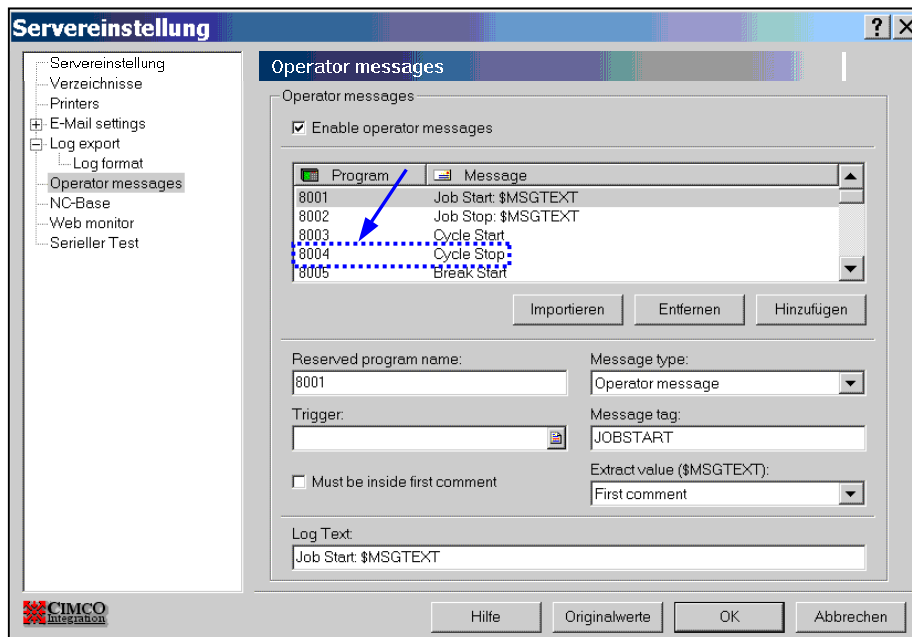 Servereinstellung
Servereinstellung
Verzeichnisse
Printers
E-Mail settings
Log export
Log format
Operator messages
NC-Base
Web monitor
Serieller Test
Operator messages
Operator messages
Enable operator messages
Program Message
8001 Job Start: $MSGTEXT
8002 Job Stop: $MSGTEXT
8003 Cycle Start
8004 Cycle Stop
8005 Break Start
Importieren Entfernen Hinzufügen
Reserved program name: Message type:
8001 Operator message
Trigger: Message tag:
JOBSTART
Must be inside first comment Extract value ($MSGTEXT):
First comment
Log Text:
Job Start: $MSGTEXT
CIMCO
Integration
Hilfe Originalwerte OK Abbrechen